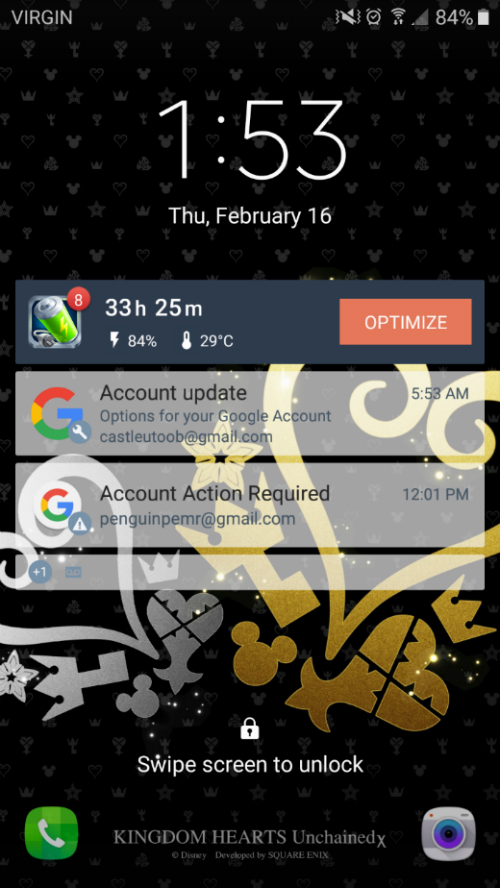 VIRGIN 84%
1:53
Thu, February 16
8
33h 25m
84% 29°C
OPTIMIZE
Account update 5:53 AM
Options for your Google Account
castleutoob@gmail.com
Account Action Required 12:01 PM
penguinpemr@gmail.com
+1
Swipe screen to unlock
KINGDOM HEARTS Unchained χ
© Disney Developed by SQUARE ENIX